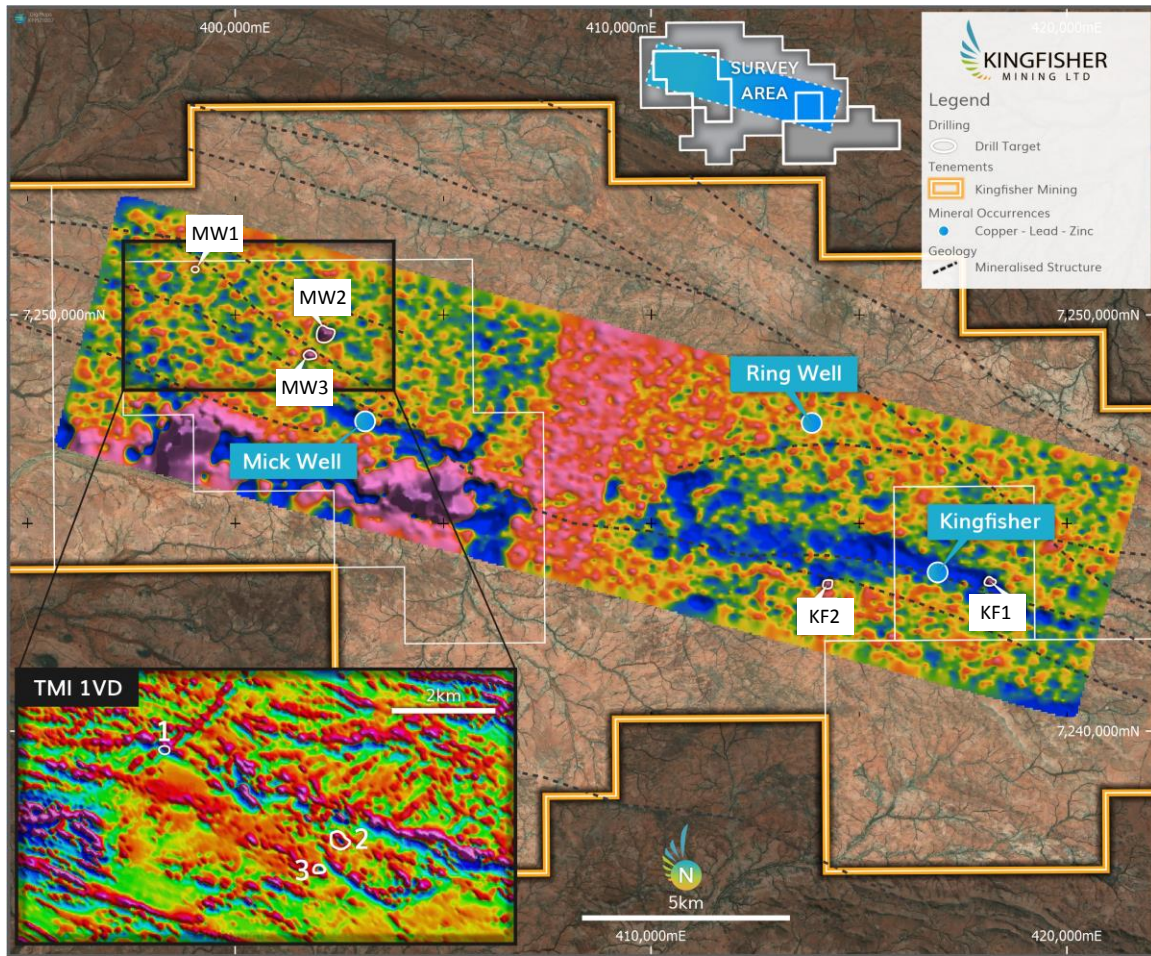 400,000mE
410,000mE
420,000mE
SURVEY
AREA
KINGFISHER
MINING LTD
Legend
Drilling
Drill Target
Tenements
Kingfisher Mining
Mineral Occurrences
Copper - Lead - Zinc
Geology
Mineralised Structure
MW1
MW2
7,250,000mN
7,250,000mN
MW3
Ring Well
Mick Well
Kingfisher
KF2
KF1
TMI 1VD
2km
1
2
3
7,240,000mN
N
5km
410,000mE
420,000mE